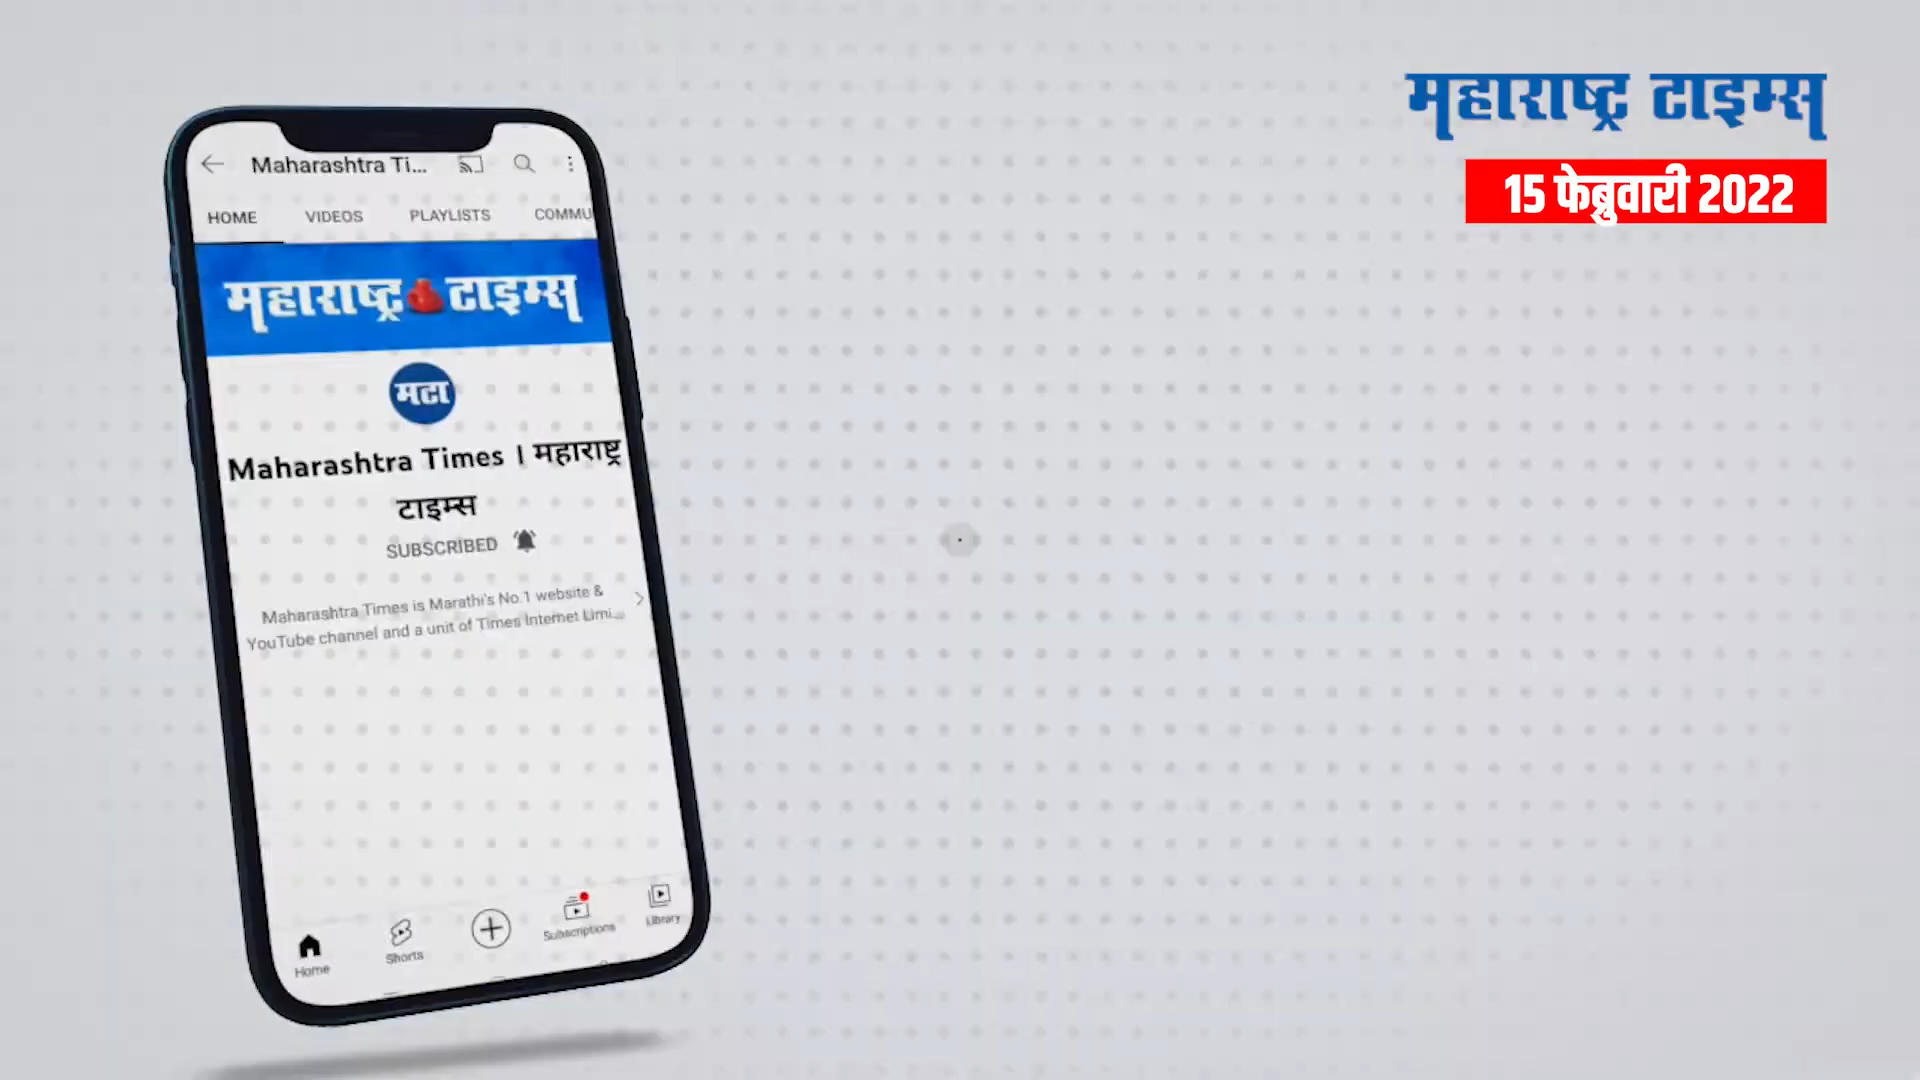 महाराष्ट्र टाइम्स
15 फेब्रुवारी 2022
Maharashtra Ti...
HOME VIDEOS PLAYLISTS COMMU
महाराष्ट्र टाइम्स
मटा
Maharashtra Times । महाराष्ट्र
टाइम्स
SUBSCRIBED
Maharashtra Times is Marathi's No.1 website &
YouTube channel and a unit of Times Internet Limi...
Home Shorts Subscriptions Library